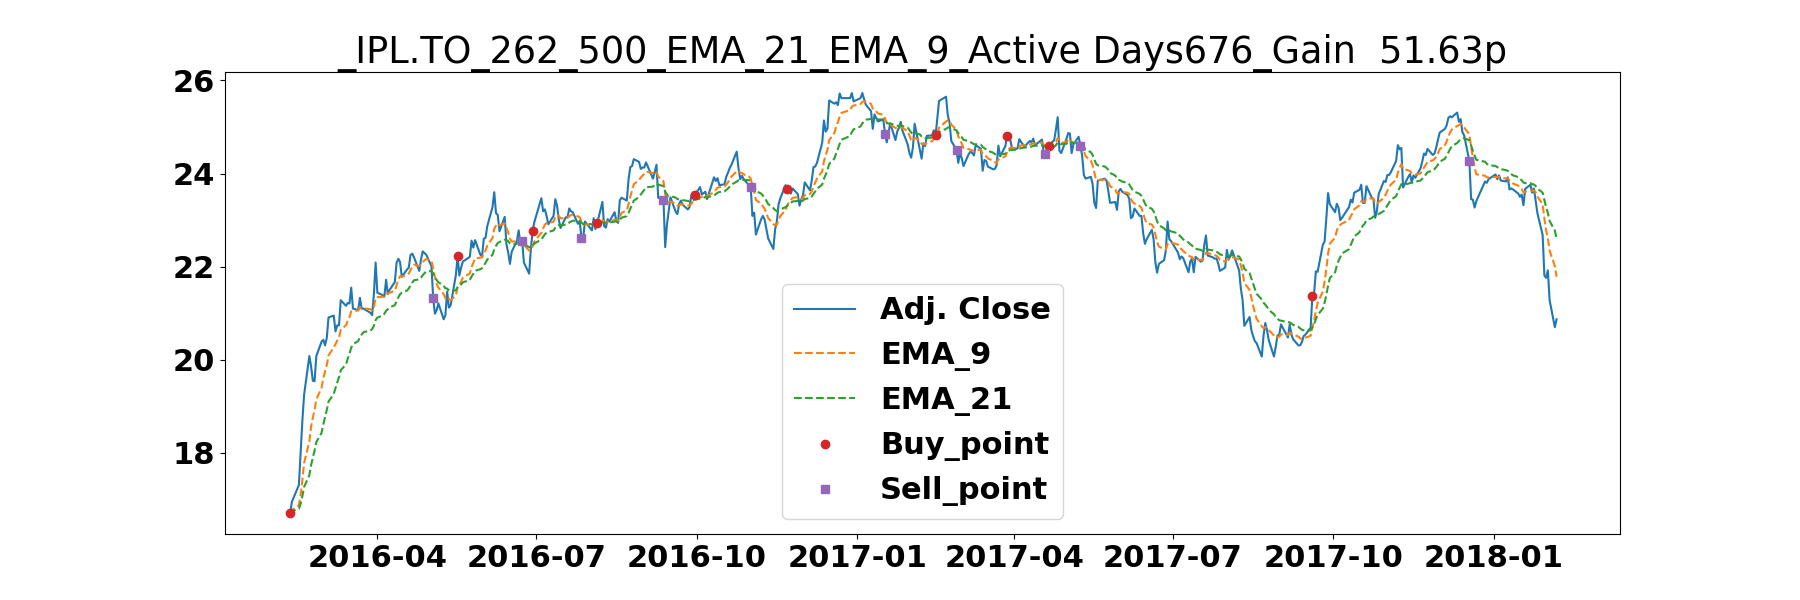 _IPL.TO_262_500_EMA_21_EMA_9_Active Days676_Gain  51.63p
26
24
22
20
18
Adj. Close
EMA_9
EMA_21
Buy_point
Sell_point
2016-04 2016-07 2016-10 2017-01 2017-04 2017-07 2017-10 2018-01